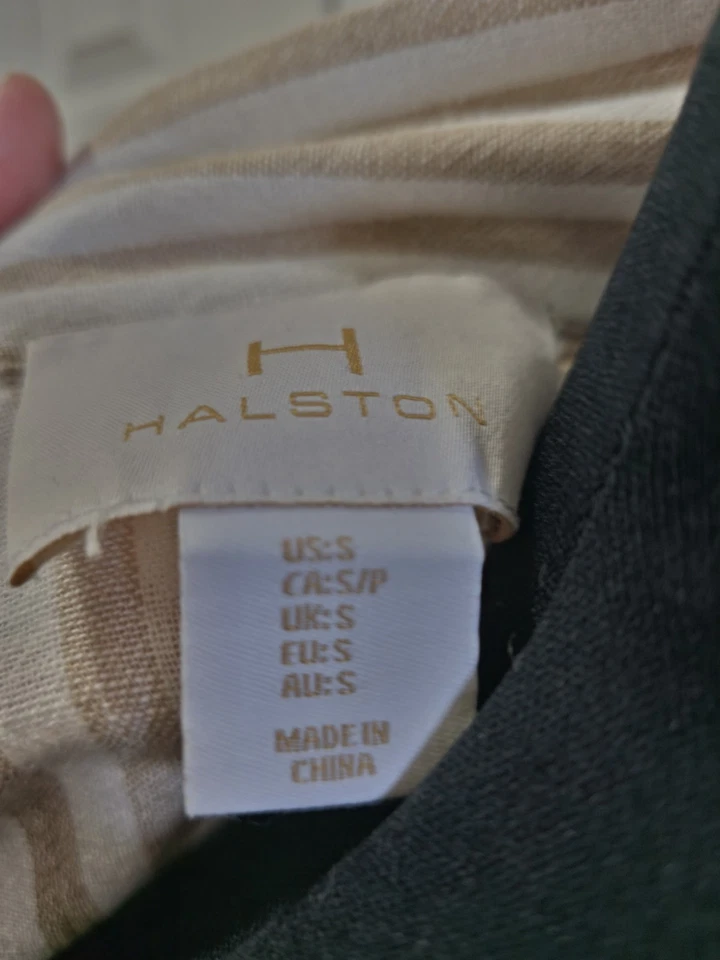 H
HALSTON
US:S
CA:S/P
UK:S
EU:S
AU:S
MADE IN
CHINA